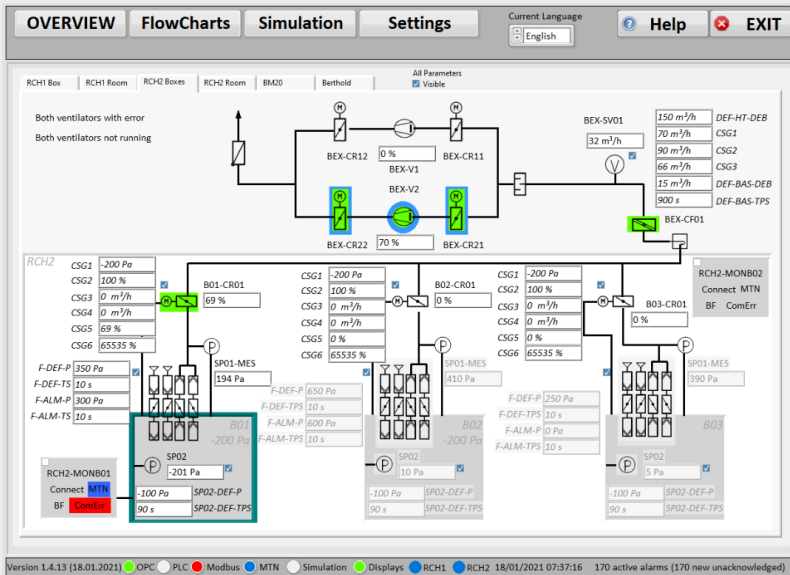 OVERVIEW FlowCharts Simulation Settings Current Language English Help EXIT
RCH1 Box RCH1 Room RCH2 Boxes RCH2 Room BM20 Berthold All Parameters Visible
Both ventilators with error
Both ventilators not running
M M
BEX-CR12 0 % BEX-CR11
BEX-V1
BEX-V2
M M
BEX-CR22 70 % BEX-CR21
BEX-SV01
32 m³/h
V
150 m³/h DEF-HT-DEB
70 m³/h CSG1
90 m³/h CSG2
66 m³/h CSG3
15 m³/h DEF-BAS-DEB
900 s DEF-BAS-TPS
BEX-CF01
RCH2
CSG1 -200 Pa
CSG2 100 %
CSG3 0 m³/h
CSG4 0 m³/h
CSG5 69 %
CSG6 65535 %
B01-CR01
M
69 %
CSG1 -200 Pa
CSG2 100 %
CSG3 0 m³/h
CSG4 0 m³/h
CSG5 0 %
CSG6 65535 %
B02-CR01
M
0 %
CSG1 -200 Pa
CSG2 100 %
CSG3 0 m³/h
CSG4 0 m³/h
CSG5 0 %
CSG6 65535 %
M
B03-CR01
0 %
RCH2-MONB02
Connect MTN
BF ComErr
F-DEF-P 350 Pa
F-DEF-TS 10 s
F-ALM-P 300 Pa
F-ALM-TS 10 s
P
SP01-MES
194 Pa
F-DEF-P 650 Pa
F-DEF-TPS 10 s
F-ALM-P 600 Pa
F-ALM-TPS 10 s
P
SP01-MES
410 Pa
F-DEF-P 250 Pa
F-DEF-TPS 10 s
F-ALM-P 0 Pa
F-ALM-TPS 10 s
P
SP01-MES
390 Pa
RCH2-MONB01
Connect MTN
BF ComErr
B01
-200 Pa
SP02
P
-201 Pa
-100 Pa SP02-DEF-P
90 s SP02-DEF-TPS
B02
-200 Pa
SP02
P
10 Pa
-100 Pa SP02-DEF-P
90 s SP02-DEF-TPS
B03
SP02
P
5 Pa
-100 Pa SP02-DEF-P
90 s SP02-DEF-TPS
Version 1.4.13 (18.01.2021) OPC PLC Modbus MTN Simulation Displays RCH1 RCH2 18/01/2021 07:37:16 170 active alarms (170 new unacknowledged)